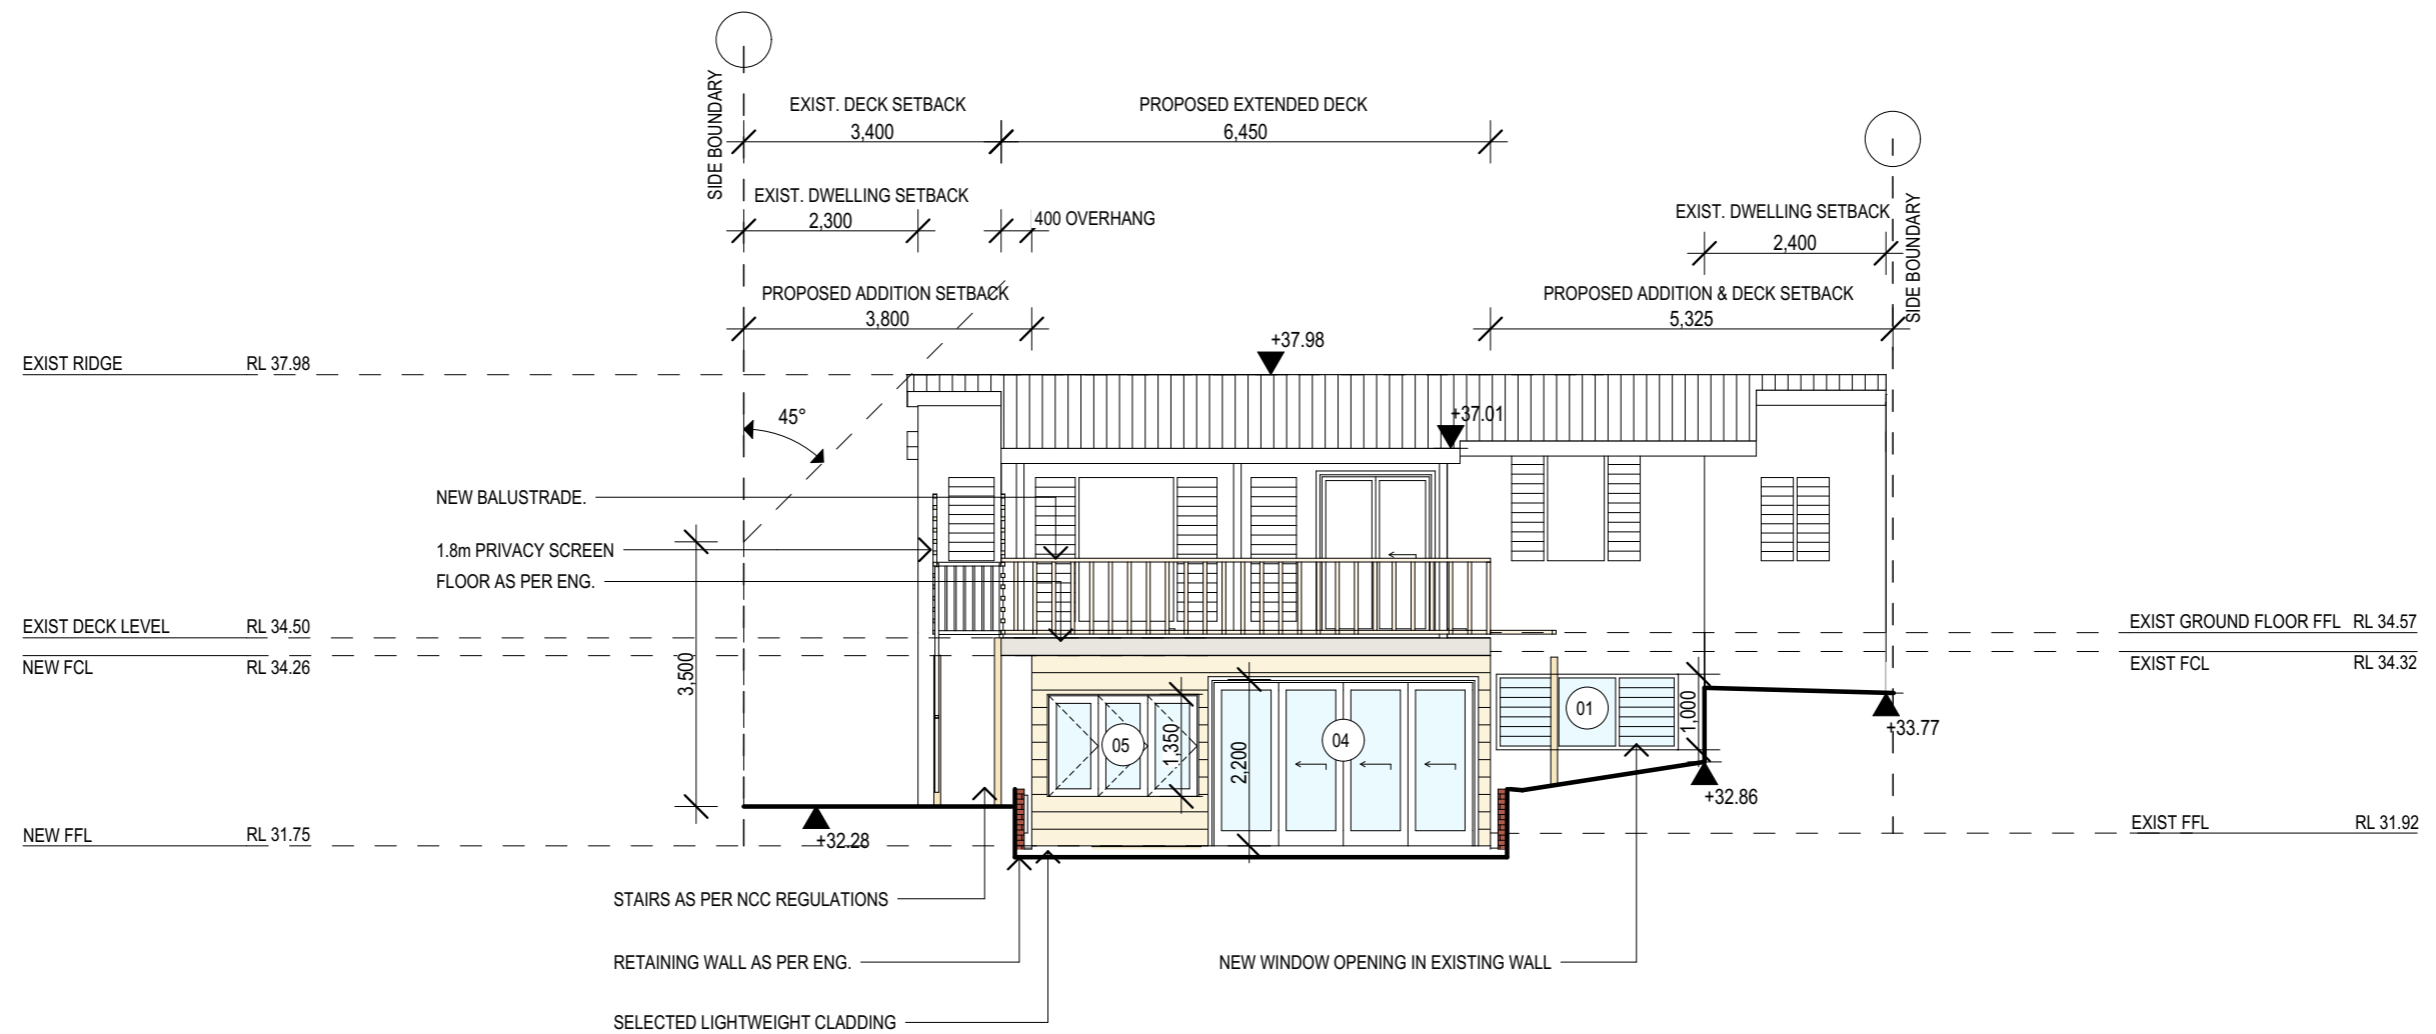 SIDE BOUNDARY
EXIST. DECK SETBACK
3,400
PROPOSED EXTENDED DECK
6,450
EXIST. DWELLING SETBACK
2,300
400 OVERHANG
EXIST. DWELLING SETBACK
2,400
SIDE BOUNDARY
PROPOSED ADDITION SETBACK
3,800
PROPOSED ADDITION & DECK SETBACK
5,325
EXIST RIDGE RL 37.98
+37.98
45°
+37.01
NEW BALUSTRADE.
1.8m PRIVACY SCREEN
FLOOR AS PER ENG.
EXIST DECK LEVEL RL 34.50
NEW FCL RL 34.26
3,500
EXIST GROUND FLOOR FFL RL 34.57
EXIST FCL RL 34.32
05
1,350
2,200
04
01
1,000
+33.77
+32.86
+32.28
NEW FFL RL 31.75
EXIST FFL RL 31.92
STAIRS AS PER NCC REGULATIONS
RETAINING WALL AS PER ENG.
NEW WINDOW OPENING IN EXISTING WALL
SELECTED LIGHTWEIGHT CLADDING